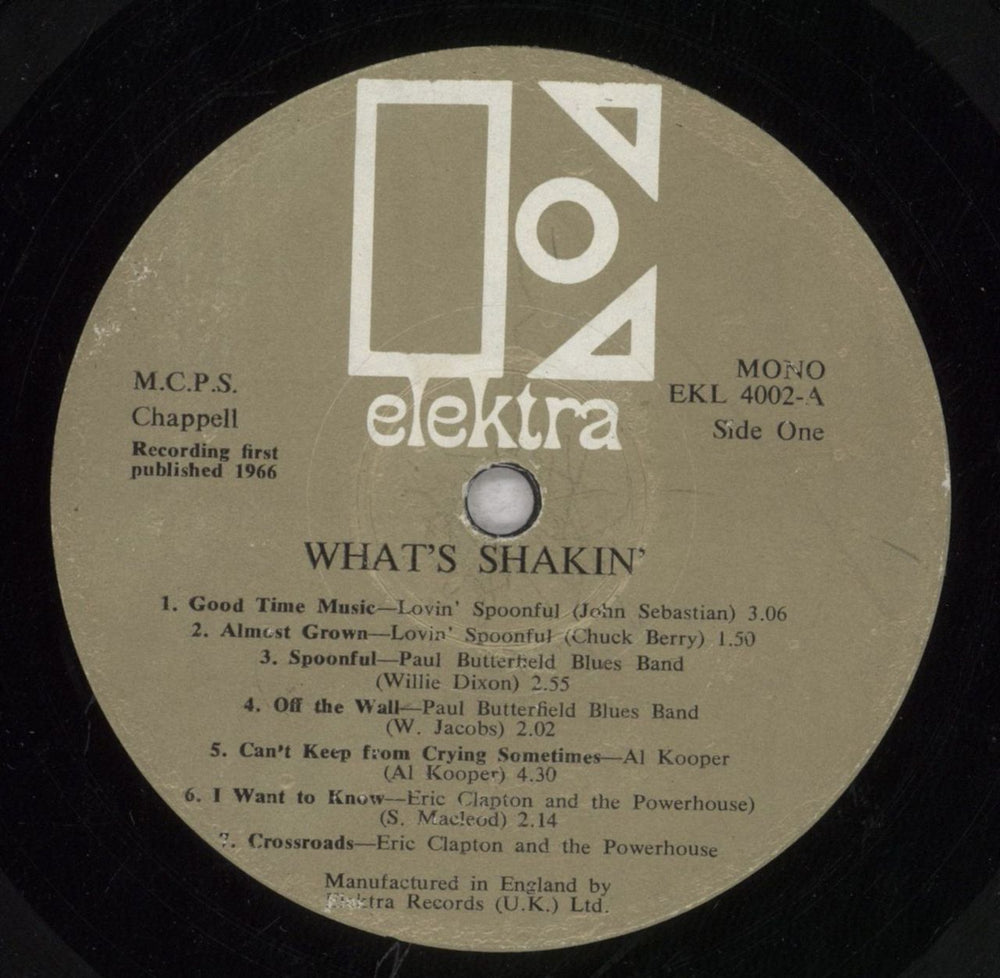 elektra
M.C.P.S.
Chappell
Recording first
published 1966
MONO
EKL 4002-A
Side One
WHAT'S SHAKIN'
1. Good Time Music—Lovin' Spoonful (John Sebastian) 3.06
2. Almost Grown—Lovin' Spoonful (Chuck Berry) 1.50
3. Spoonful—Paul Butterfield Blues Band
(Willie Dixon) 2.55
4. Off the Wall—Paul Butterfield Blues Band
(W. Jacobs) 2.02
5. Can't Keep from Crying Sometimes—Al Kooper
(Al Kooper) 4.30
6. I Want to Know—Eric Clapton and the Powerhouse)
(S. Macleod) 2.14
7. Crossroads—Eric Clapton and the Powerhouse
Manufactured in England by
Elektra Records (U.K.) Ltd.